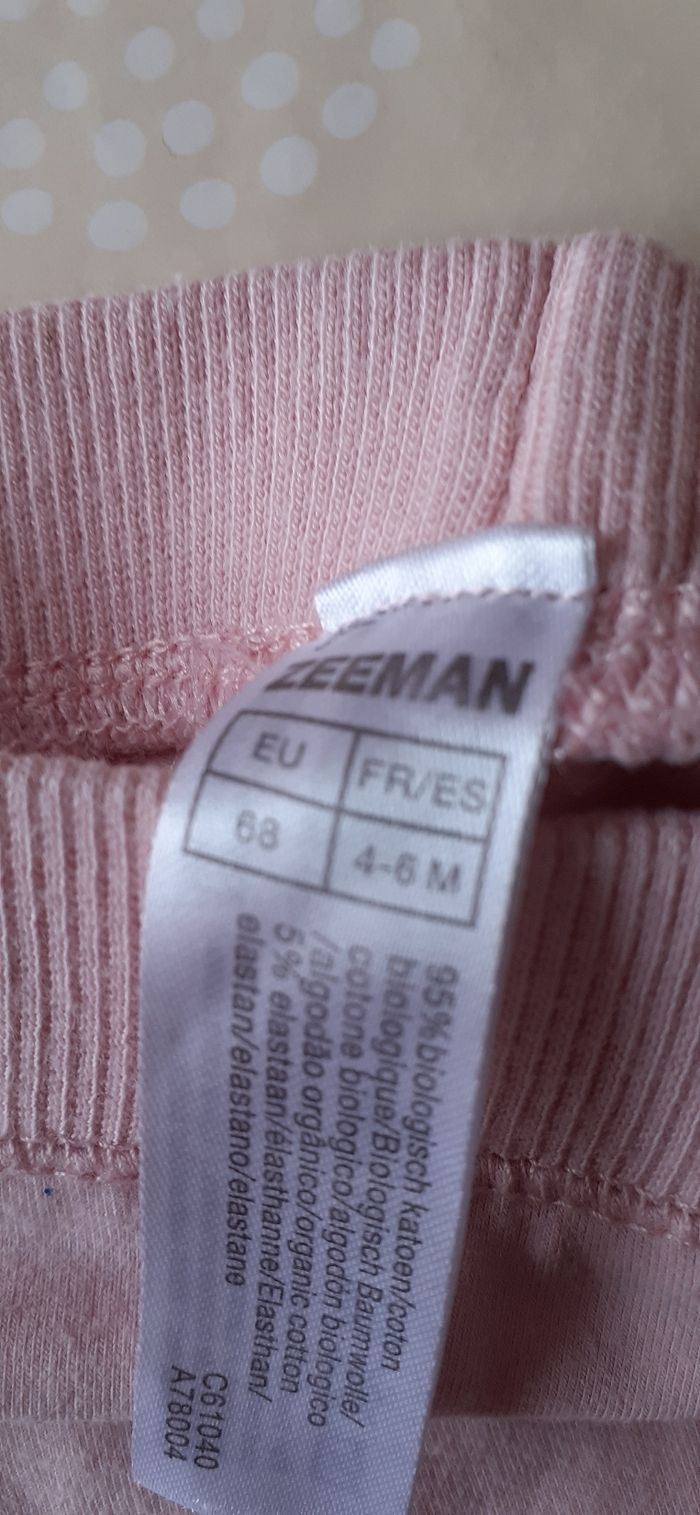 ZEEMAN
EU FR/ES
68 4-6 M
95% biologisch katoen/coton
biologique/Biologisch Baumwolle/
cotone biologico/algodón biologico
/algodão orgânico/organic cotton
5% elastaan/élasthanne/Elasthan/
elastan/elastano/elastane
C61040
A78004